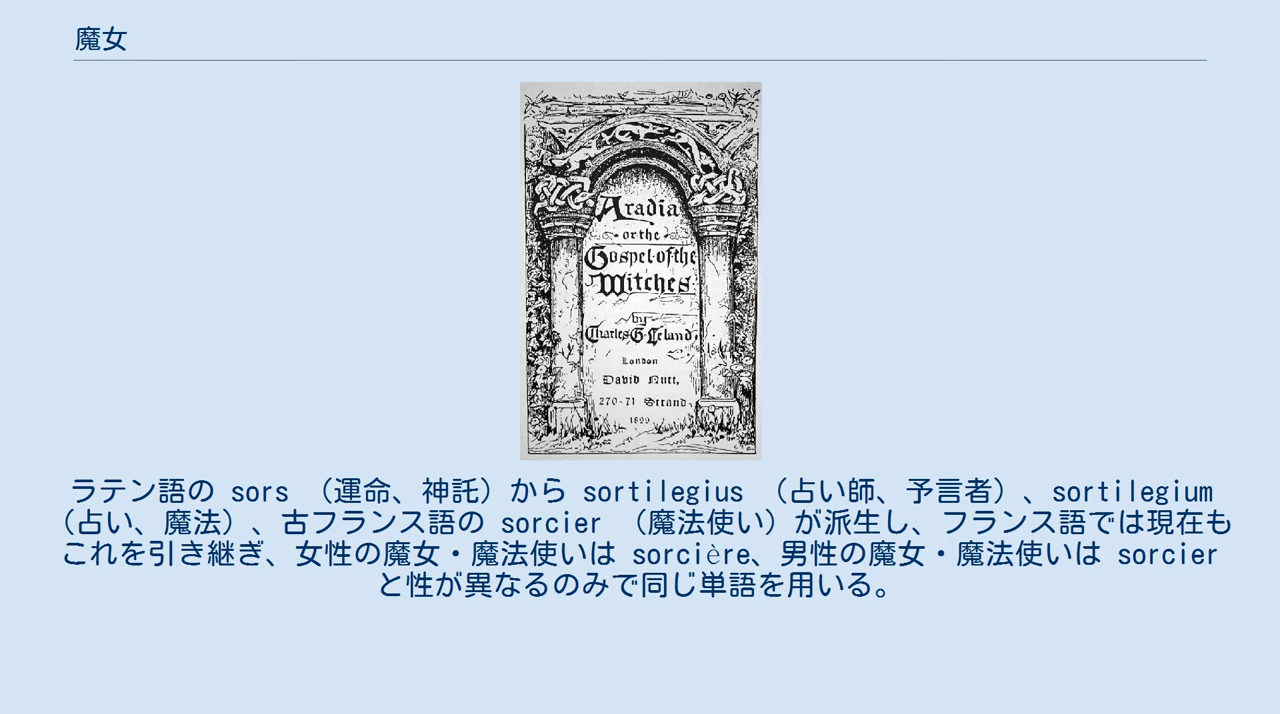 魔女
Aradia
or the
Gospel of the
Witches
by
Charles G. Leland,
London
David Nutt,
270-71 Strand
1899
ラテン語の sors （運命、神託）から sortilegius （占い師、予言者）、sortilegium
（占い、魔法）、古フランス語の sorcier （魔法使い）が派生し、フランス語では現在も
これを引き継ぎ、女性の魔女・魔法使いは sorcière、男性の魔女・魔法使いは sorcier
と性が異なるのみで同じ単語を用いる。